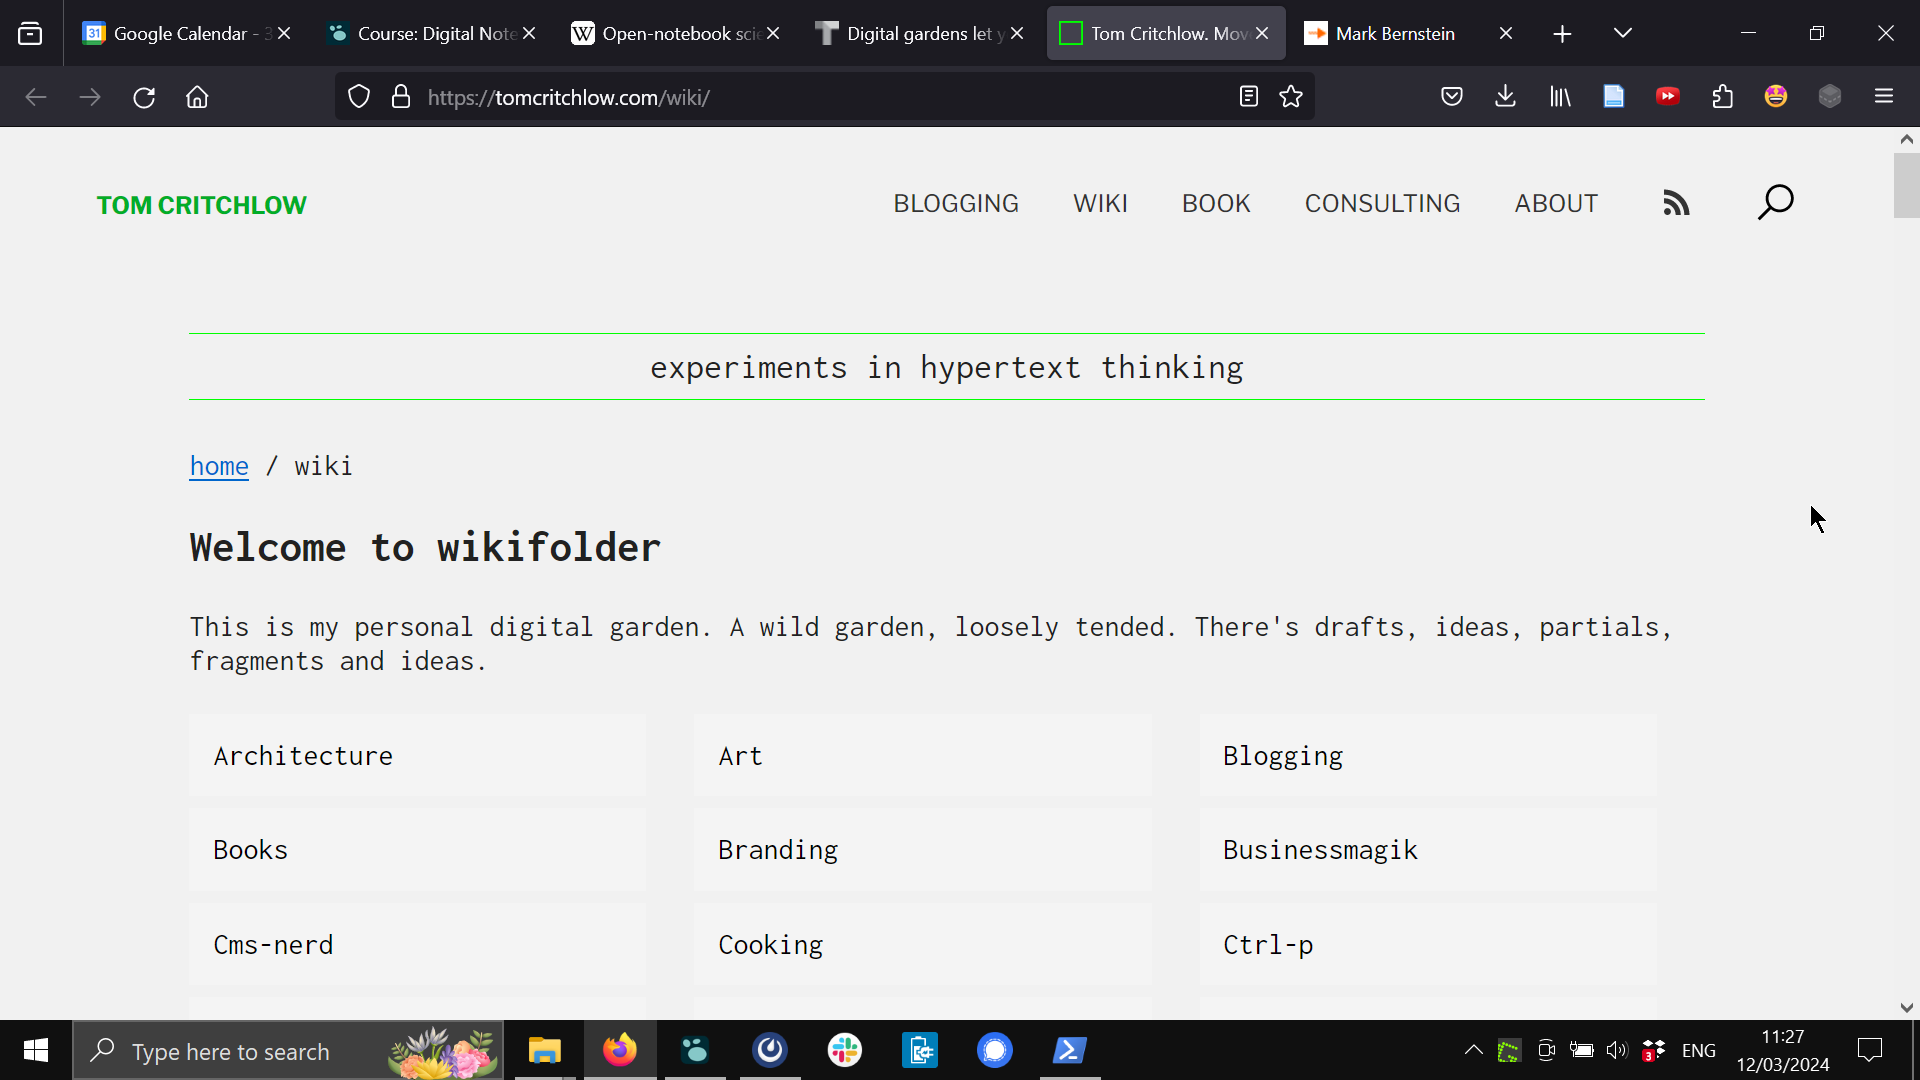 Google Calendar - 3
Course: Digital Note
Open-notebook scie
Digital gardens let y
Tom Critchlow. Mov
Mark Bernstein
https://tomcritchlow.com/wiki/
TOM CRITCHLOW
BLOGGING
WIKI
BOOK
CONSULTING
ABOUT
experiments in hypertext thinking
home / wiki
Welcome to wikifolder
This is my personal digital garden. A wild garden, loosely tended. There's drafts, ideas, partials,
fragments and ideas.
Architecture
Art
Blogging
Books
Branding
Businessmagik
Cms-nerd
Cooking
Ctrl-p
Type here to search
3
ENG
11:27
12/03/2024